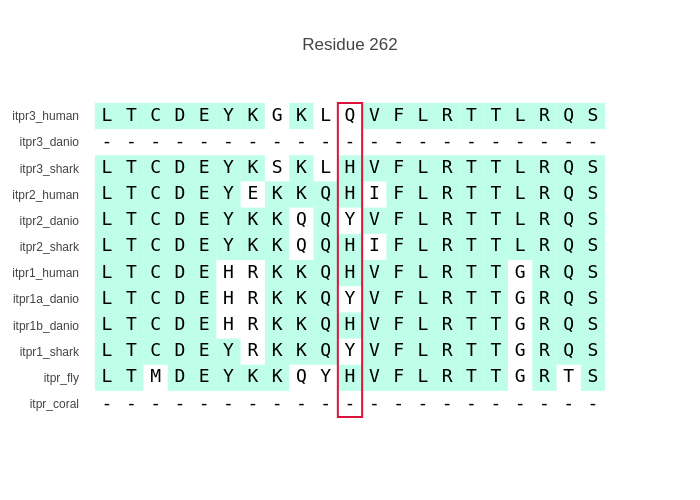 Residue 262
itpr3_human L T C D E Y K G K L Q V F L R T T L R Q S
itpr3_danio - - - - - - - - - - - - - - - - - - - - -
itpr3_shark L T C D E Y K S K L H V F L R T T L R Q S
itpr2_human L T C D E Y E K K Q H I F L R T T L R Q S
itpr2_danio L T C D E Y K K Q Q Y V F L R T T L R Q S
itpr2_shark L T C D E Y K K Q Q H I F L R T T L R Q S
itpr1_human L T C D E H R K K Q H V F L R T T G R Q S
itpr1a_danio L T C D E H R K K Q Y V F L R T T G R Q S
itpr1b_danio L T C D E H R K K Q H V F L R T T G R Q S
itpr1_shark L T C D E Y R K K Q Y V F L R T T G R Q S
itpr_fly L T M D E Y K K Q Y H V F L R T T G R T S
itpr_coral - - - - - - - - - - - - - - - - - - - - -